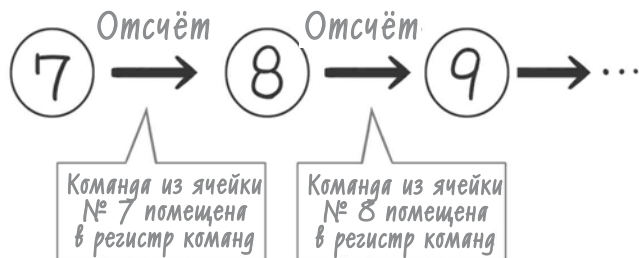 Отсчёт Отсчёт
7 8 9 ...
Команда из ячейки
№ 7 помещена
в регистр команд
Команда из ячейки
№ 8 помещена
в регистр команд